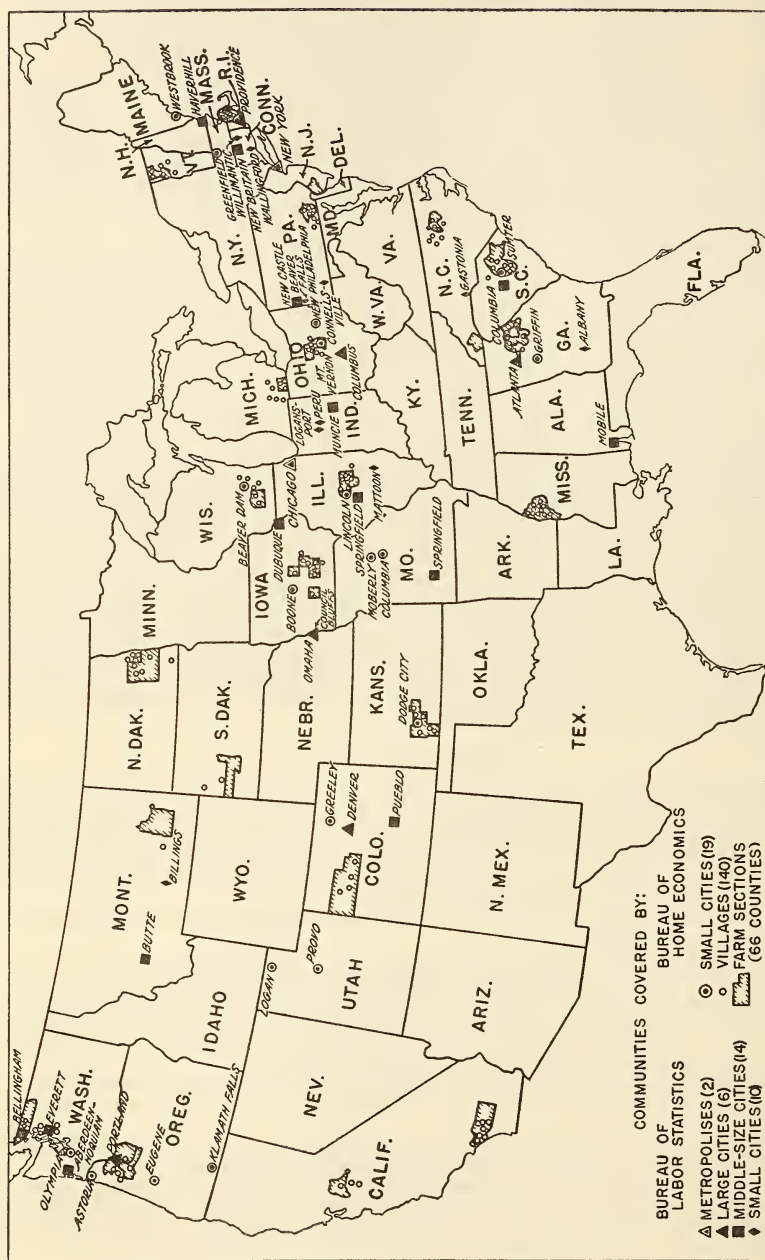 BELLINGHAM
EVERETT
WASH.
OLYMPIA
ABERDEEN-
HOQUIAM
ASTORIA
PORTLAND
EUGENE
OREG.
KLAMATH FALLS
CALIF.
NEV.
IDAHO
MONT.
BUTTE
BILLINGS
WYO.
LOGAN
PROVO
UTAH
ARIZ.
N. MEX.
COLO.
GREELEY
DENVER
PUEBLO
N. DAK.
S. DAK.
NEBR.
OMAHA
KANS.
DODGE CITY
OKLA.
TEX.
MINN.
IOWA
BOONE
COUNCIL
BLUFFS
DUBUQUE
WIS.
BEAVER DAM
CHICAGO
ILL.
LINCOLN
SPRINGFIELD
MATTOON
MO.
MOBERLY
COLUMBIA
SPRINGFIELD
ARK.
LA.
MISS.
MICH.
LOGANS-
PORT
PERU
MUNCIE
IND.
OHIO
MT.
VERNON
COLUMBUS
NEW PHILADELPHIA
NEW CASTLE
BEAVER
FALLS
CONNELLS-
VILLE
PA.
N.Y.
KY.
TENN.
ALA.
MOBILE
GA.
ATLANTA
GRIFFIN
ALBANY
FLA.
S.C.
COLUMBIA
SUMTER
N.C.
GASTONIA
VA.
W. VA.
MD.
DEL.
N.J.
NEW YORK
CONN.
WALLINGFORD
NEW BRITAIN
WILLIMANTIC
GREENFIELD
PROVIDENCE
R.I.
MASS.
HAVERHILL
WESTBROOK
VT.
N.H.
MAINE
COMMUNITIES COVERED BY:
BUREAU OF
LABOR STATISTICS
METROPOLISES (2)
LARGE CITIES (6)
MIDDLE-SIZE CITIES (14)
SMALL CITIES (10)
BUREAU OF
HOME ECONOMICS
SMALL CITIES (19)
VILLAGES (140)
FARM SECTIONS
(66 COUNTIES)